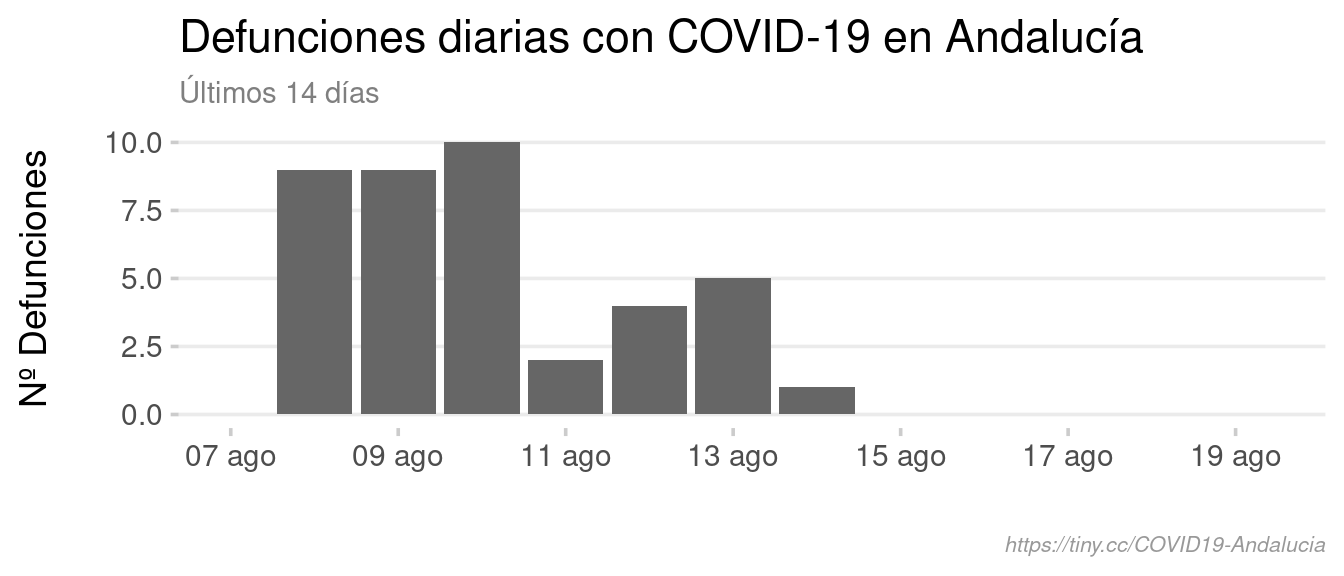 Defunciones diarias con COVID-19 en Andalucía
Últimos 14 días
Nº Defunciones
10.0
7.5
5.0
2.5
0.0
07 ago 09 ago 11 ago 13 ago 15 ago 17 ago 19 ago
https://tiny.cc/COVID19-Andalucia